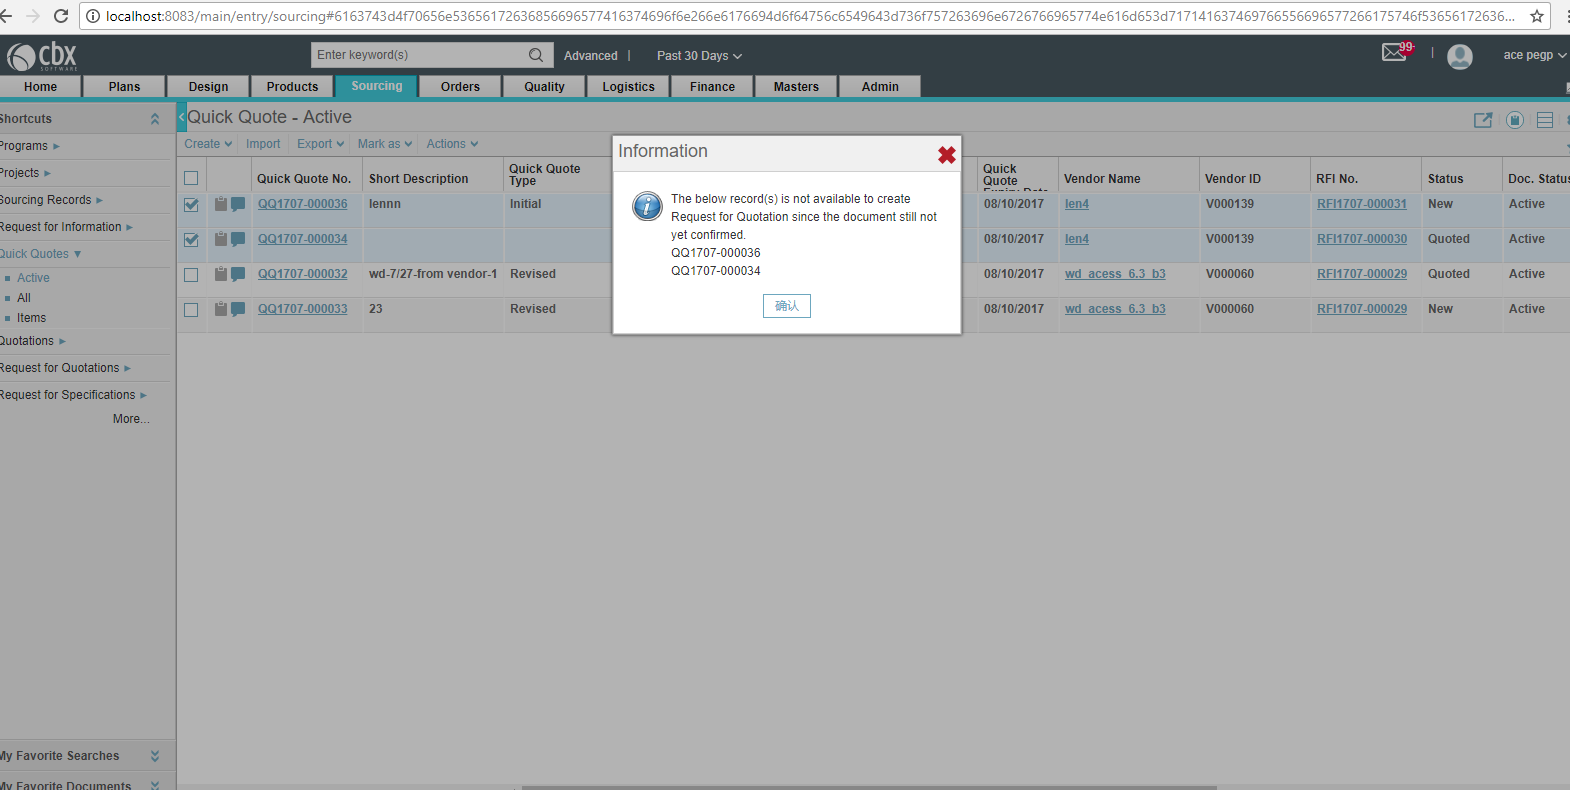 localhost:8083/main/entry/sourcing#6163743d4f70656e536561726368656696577416374696f6e266e6176694d6f64756c6549643d736f757263696e6726766965774e616d653d71714163746976655669657726617574​6f53656172636...
cbx
SOFTWARE
Enter keyword(s)
Advanced
|
Past 30 Days
99-
|
ace pegp
Home
Plans
Design
Products
Sourcing
Orders
Quality
Logistics
Finance
Masters
Admin
Shortcuts
Programs
Projects
Sourcing Records
Request for Information
Quick Quotes
Active
All
Items
Quotations
Request for Quotations
Request for Specifications
More...
My Favorite Searches
My Favorite Documents
Quick Quote - Active
Create
Import
Export
Mark as
Actions
Quick Quote No.
Short Description
Quick Quote
Type
Quick
Quote
Expiry Date
Vendor Name
Vendor ID
RFI No.
Status
Doc. Status
QQ1707-000036 lennn Initial 08/10/2017 len4 V000139 RFI1707-000031 New Active
QQ1707-000034 08/10/2017 len4 V000139 RFI1707-000030 Quoted Active
QQ1707-000032 wd-7/27-from vendor-1 Revised 08/10/2017 wd_acess_6.3_b3 V000060 RFI1707-000029 Quoted Active
QQ1707-000033 23 Revised 08/10/2017 wd_acess_6.3_b3 V000060 RFI1707-000029 New Active
Information
The below record(s) is not available to create
Request for Quotation since the document still not
yet confirmed.
QQ1707-000036
QQ1707-000034
确认